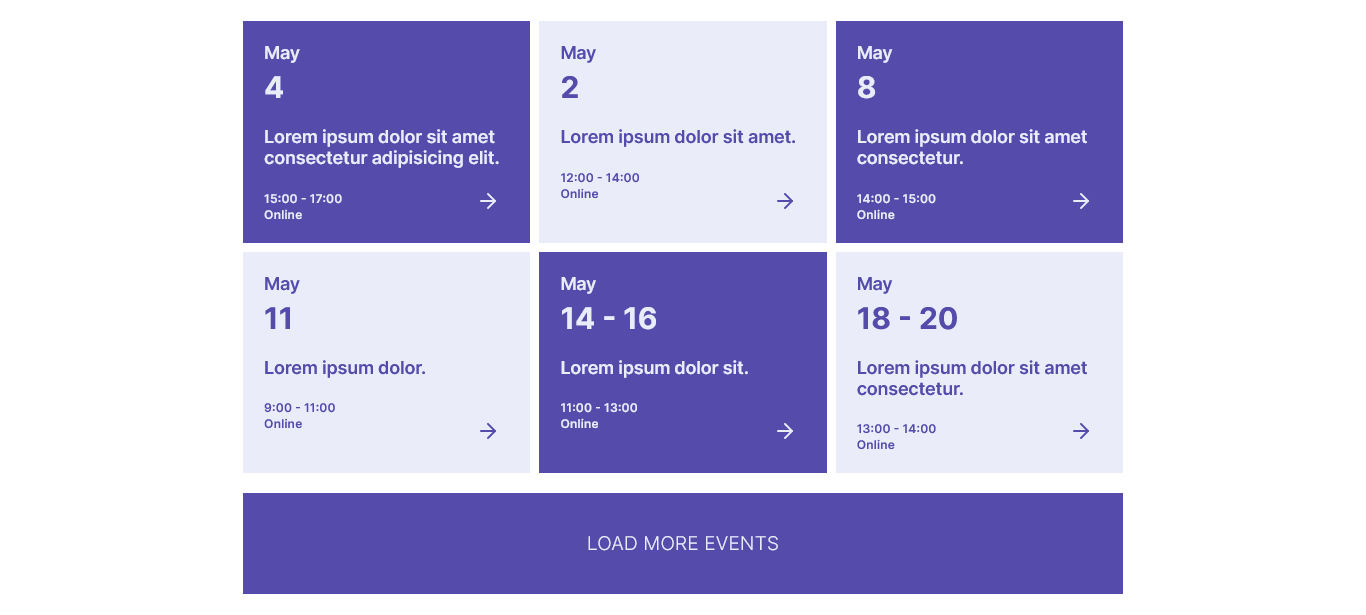 May
4
Lorem ipsum dolor sit amet
consectetur adipisicing elit.
15:00 - 17:00
Online
May
2
Lorem ipsum dolor sit amet.
12:00 - 14:00
Online
May
8
Lorem ipsum dolor sit amet
consectetur.
14:00 - 15:00
Online
May
11
Lorem ipsum dolor.
9:00 - 11:00
Online
May
14 - 16
Lorem ipsum dolor sit.
11:00 - 13:00
Online
May
18 - 20
Lorem ipsum dolor sit amet
consectetur.
13:00 - 14:00
Online
LOAD MORE EVENTS